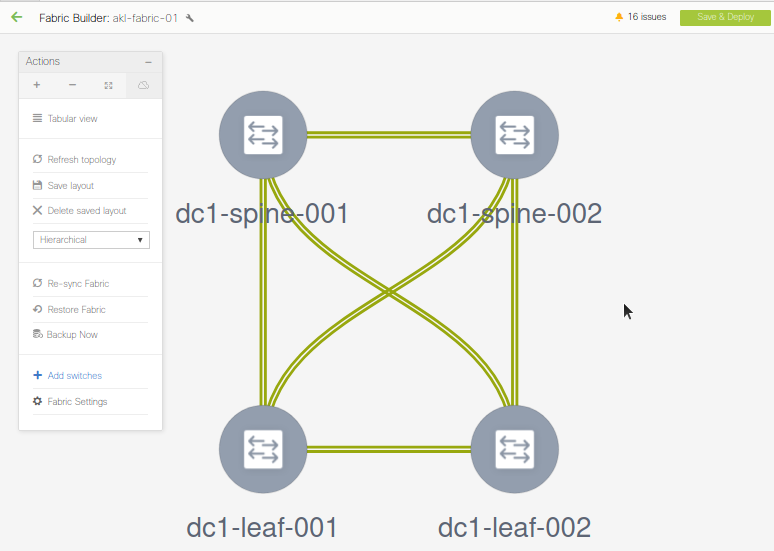 Fabric Builder: akl-fabric-01
16 issues
Save & Deploy
Actions
Tabular view
Refresh topology
Save layout
Delete saved layout
Hierarchical
Re-sync Fabric
Restore Fabric
Backup Now
Add switches
Fabric Settings
dc1-spine-001
dc1-spine-002
dc1-leaf-001
dc1-leaf-002